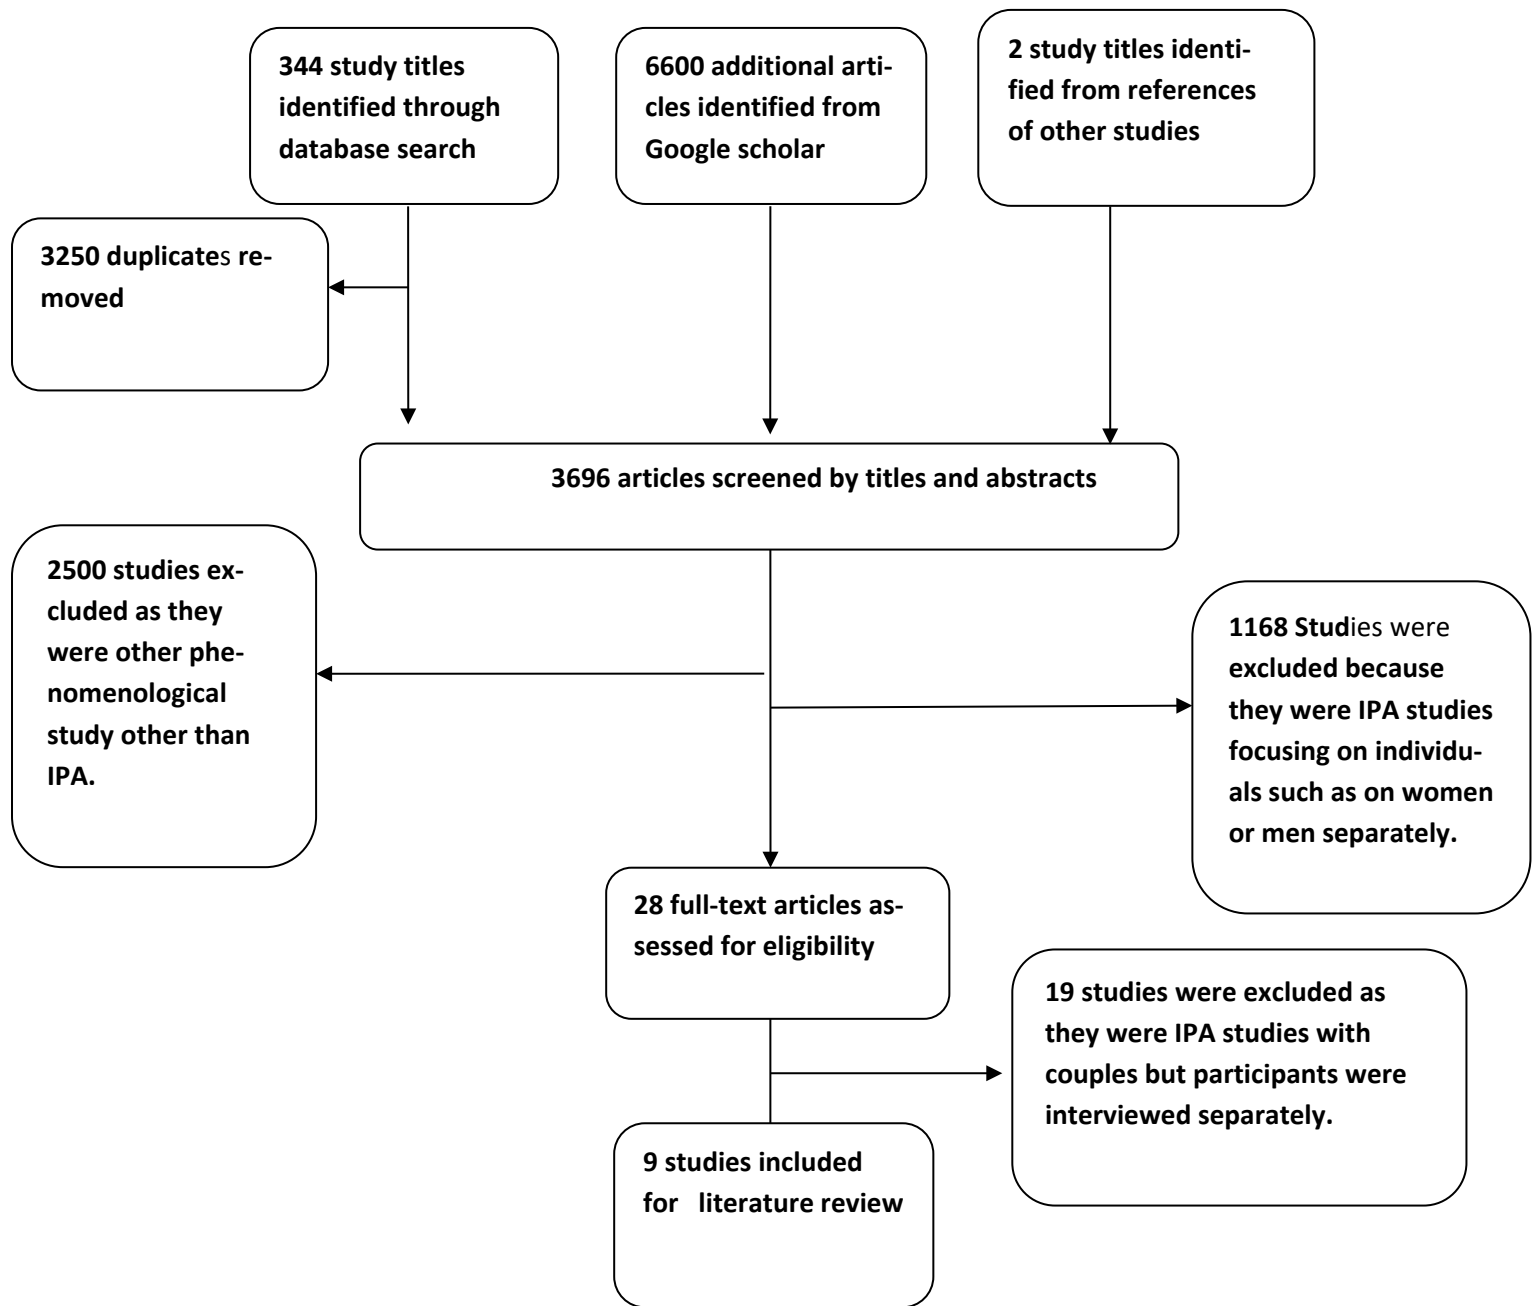 344 study titles
identified through
database search
6600 additional arti-
cles identified from
Google scholar
2 study titles identi-
fied from references
of other studies
3250 duplicates re-
moved
3696 articles screened by titles and abstracts
2500 studies ex-
cluded as they
were other phe-
nomenological
study other than
IPA.
1168 Studies were
excluded because
they were IPA studies
focusing on individu-
als such as on women
or men separately.
28 full-text articles as-
sessed for eligibility
19 studies were excluded as
they were IPA studies with
couples but participants were
interviewed separately.
9 studies included
for literature review